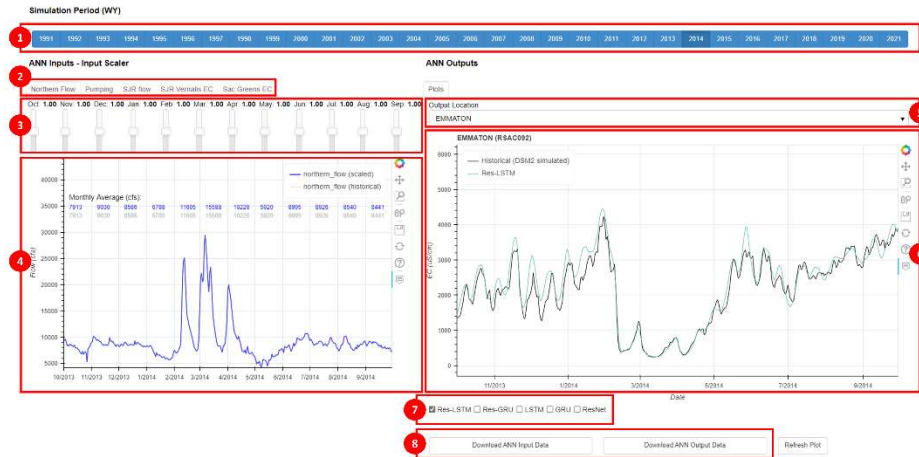 Simulation Period (WY)
1
1991 1992 1993 1994 1995 1996 1997 1998 1999 2000 2001 2002 2003 2004 2005 2006 2007 2008 2009 2010 2011 2012 2013 2014 2015 2016 2017 2018 2019 2020 2021
ANN Inputs - Input Scaler
ANN Outputs
2
Northern Flow Pumping SJR flow SJR Vernalis EC Sac Greens EC
Plots
3
Oct 1.00 Nov 1.00 Dec 1.00 Jan 1.00 Feb 1.00 Mar 1.00 Apr 1.00 May 1.00 Jun 1.00 Jul 1.00 Aug 1.00 Sep 1.00
Output Location
EMMATON
4
northern_flow (scaled)
northern_flow (historical)
Monthly Average (cfs):
7913 9030 8586 6788 11605 15588 10228 5020 8995 8926 8540 8441
7913 9030 8586 6788 11605 15588 10228 5020 8995 8926 8540 8441
40000
35000
30000
25000
20000
15000
10000
5000
Flow (cfs)
10/2013 11/2013 12/2013 1/2014 2/2014 3/2014 4/2014 5/2014 6/2014 7/2014 8/2014 9/2014
EMMATON (RSAC092)
Historical (DSM2 simulated)
Res-LSTM
6000
5000
4000
3000
2000
1000
0
11/2013 1/2014 3/2014 5/2014 7/2014 9/2014
Date
7
Res-LSTM Res-GRU LSTM GRU ResNet
8
Download ANN Input Data Download ANN Output Data Refresh Plot